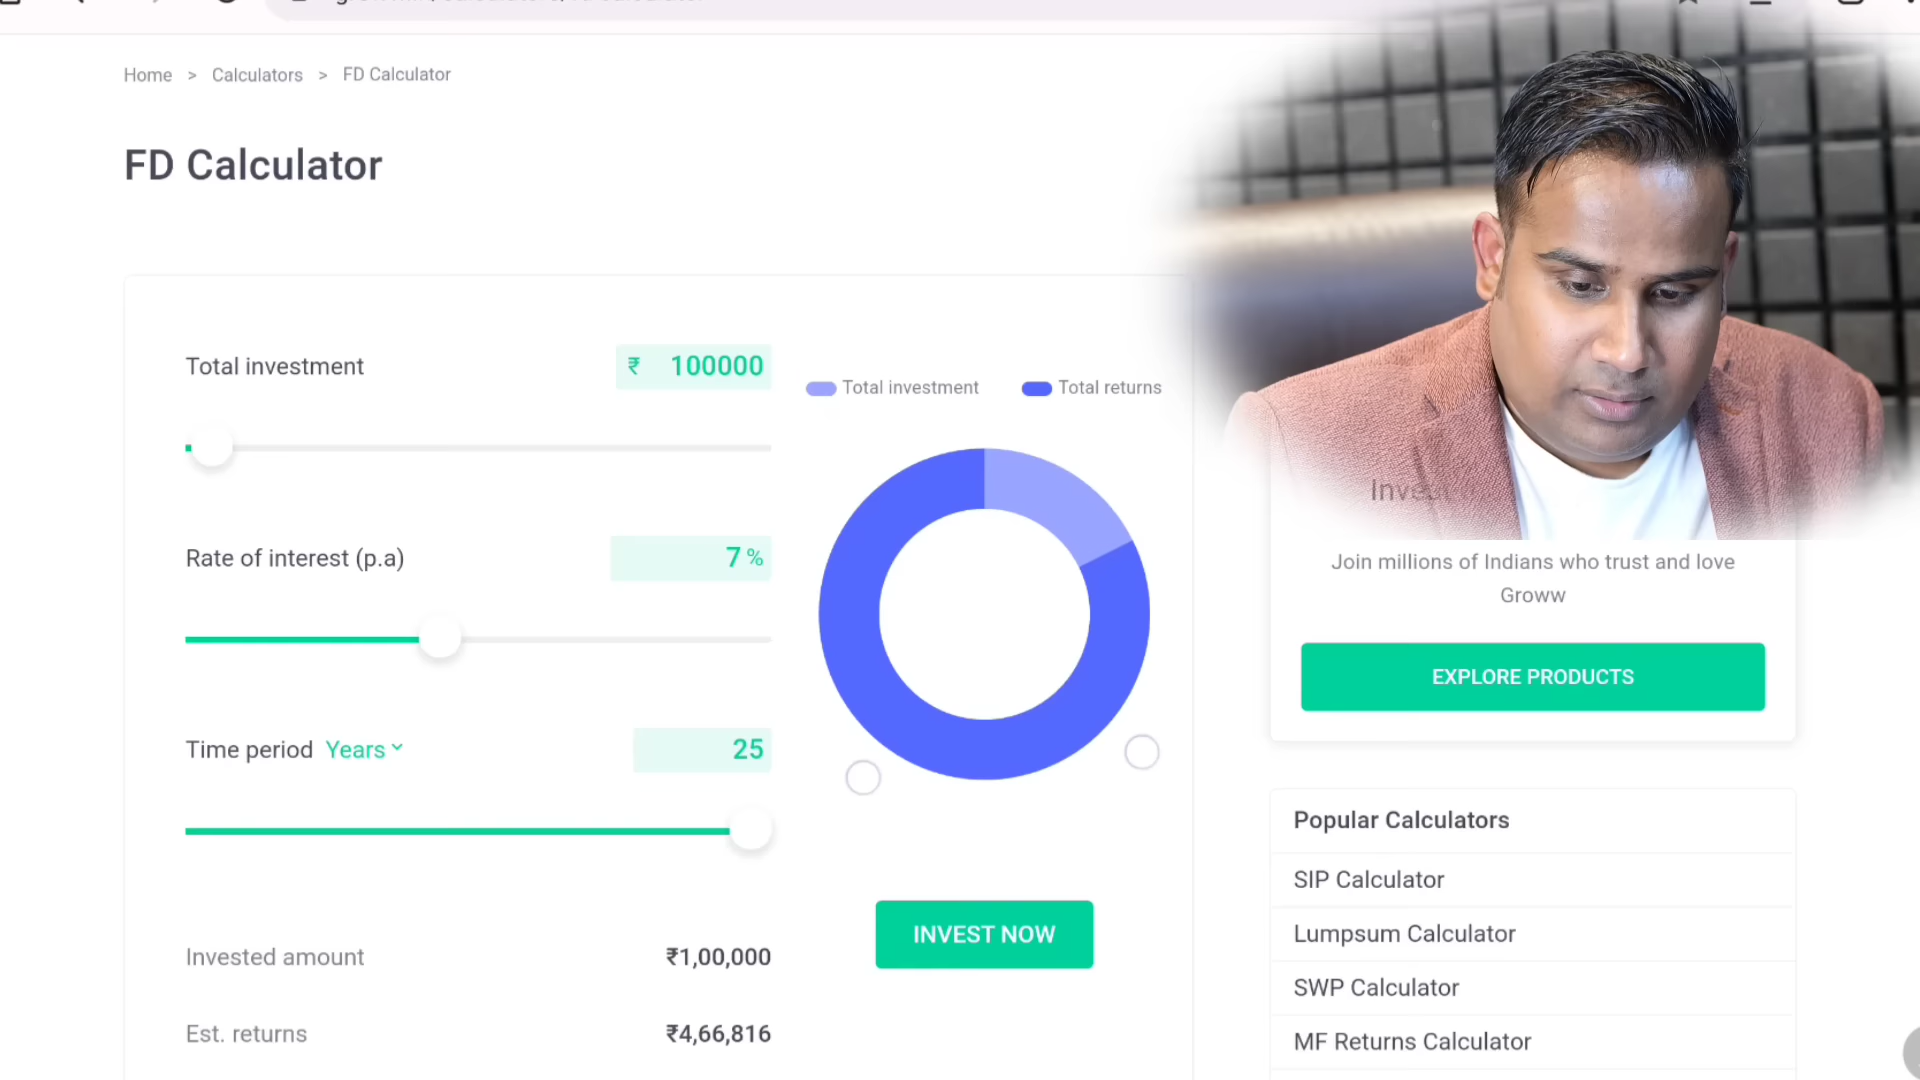 Home > Calculators > FD Calculator
FD Calculator
Total investment
₹ 100000
Rate of interest (p.a)
7 %
Time period Years
25
Invested amount
₹1,00,000
Est. returns
₹4,66,816
Total investment
Total returns
INVEST NOW
Join millions of Indians who trust and love
Groww
EXPLORE PRODUCTS
Popular Calculators
SIP Calculator
Lumpsum Calculator
SWP Calculator
MF Returns Calculator